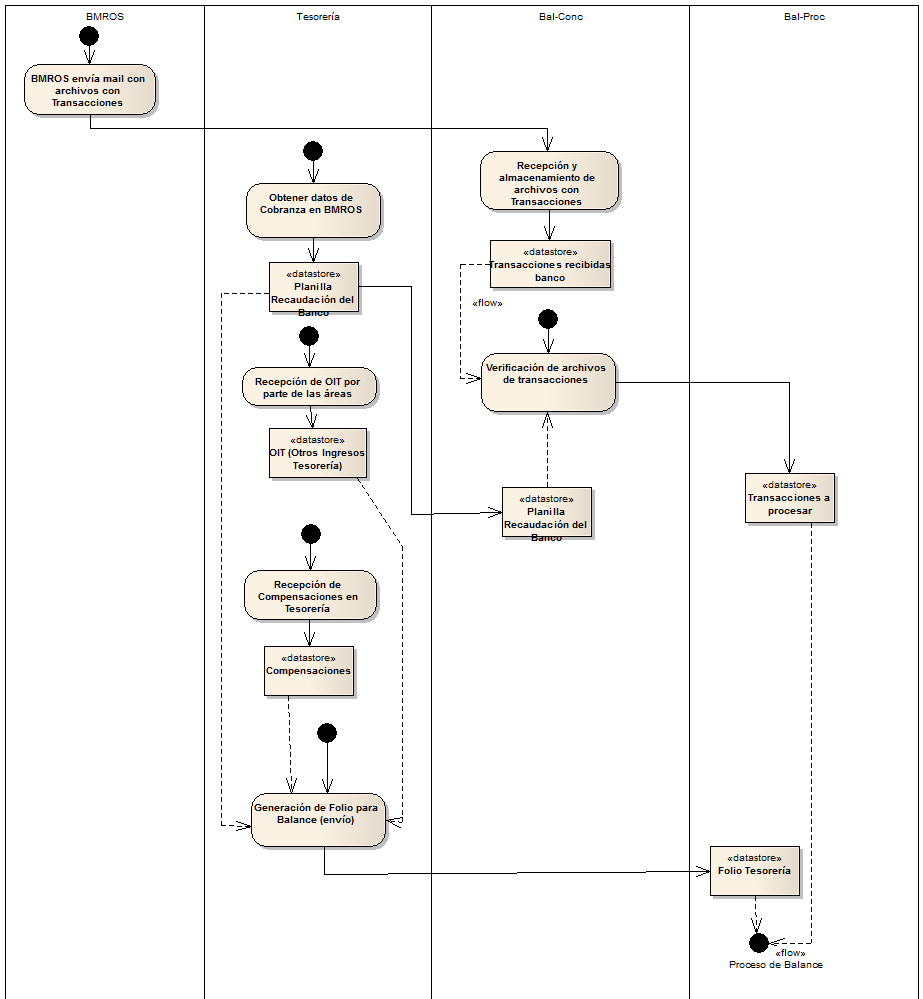 BMROS
Tesorería
Bal-Conc
Bal-Proc
BMROS envía mail con
archivos con
Transacciones
Obtener datos de
Cobranza en BMROS
«datastore»
Planilla
Recaudación del
Banco
Recepción de OIT por
parte de las áreas
«datastore»
OIT (Otros Ingresos
Tesorería)
Recepción de
Compensaciones en
Tesorería
«datastore»
Compensaciones
Generación de Folio para
Balance (envío)
Recepción y
almacenamiento de
archivos con
Transacciones
«datastore»
Transacciones recibidas
banco
«flow»
Verificación de archivos
de transacciones
«datastore»
Planilla
Recaudación del
Banco
«datastore»
Transacciones a
procesar
«datastore»
Folio Tesorería
«flow»
Proceso de Balance